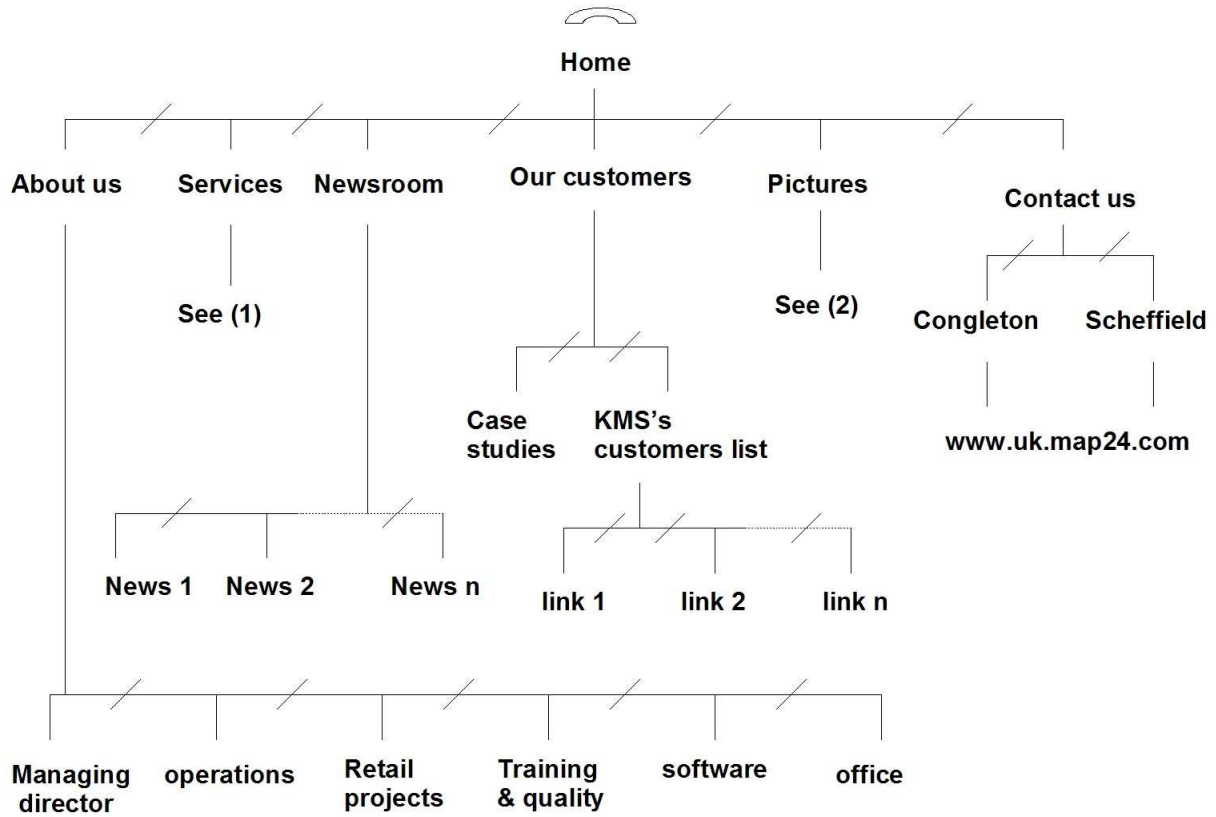 Home
About us
Services
Newsroom
Our customers
Pictures
Contact us
See (1)
See (2)
Congleton
Scheffield
Case
studies
KMS's
customers list
www.uk.map24.com
News 1
News 2
News n
link 1
link 2
link n
Managing
director
operations
Retail
projects
Training
& quality
software
office